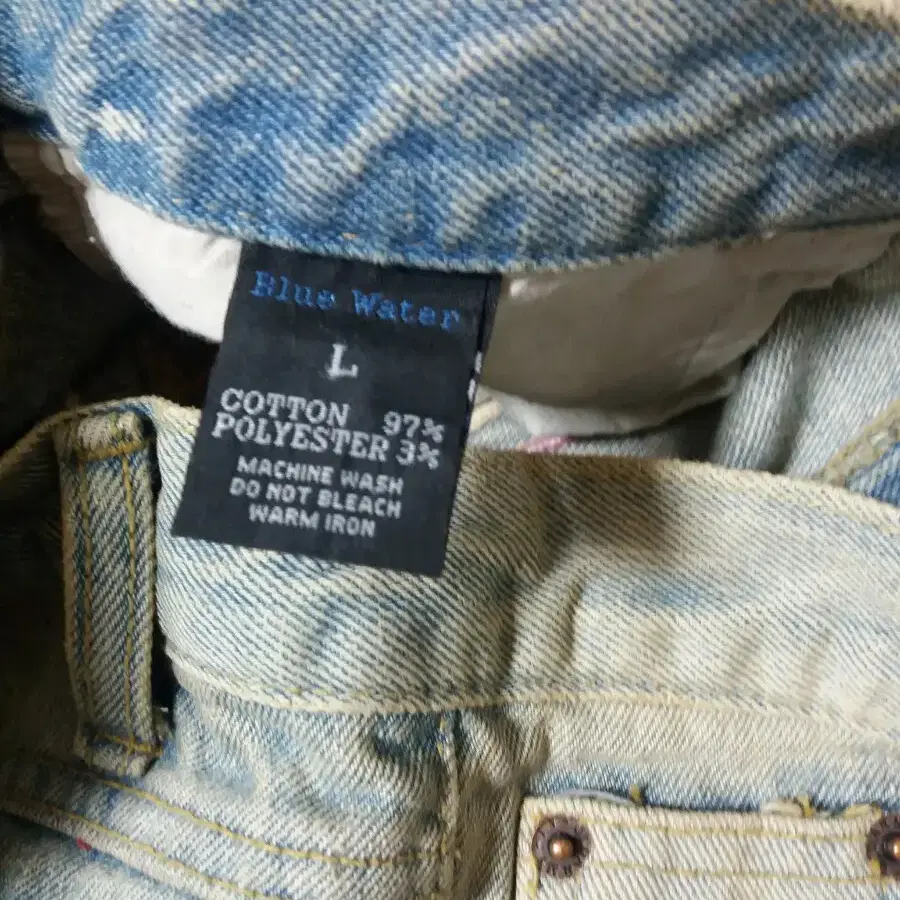 Blue Water
L
COTTON 97%
POLYESTER 3%
MACHINE WASH
DO NOT BLEACH
WARM IRON